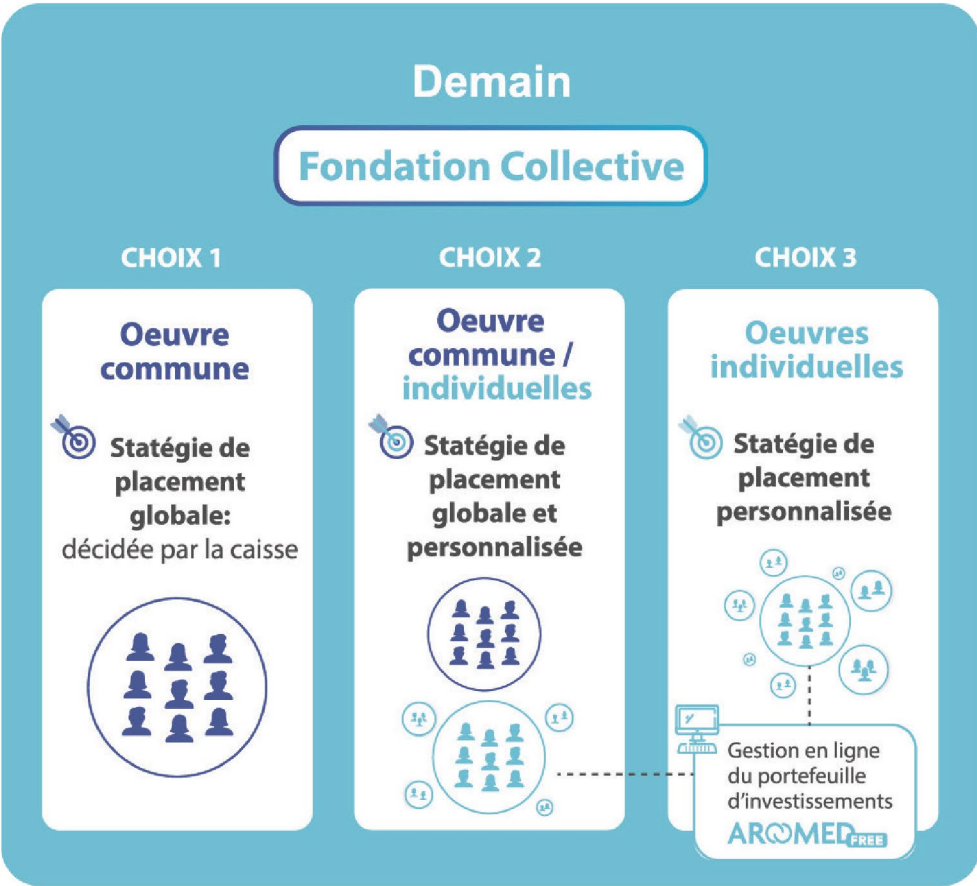 Demain
Fondation Collective
CHOIX 1
Oeuvre
commune
Statégie de
placement
globale:
décidée par la caisse
CHOIX 2
Oeuvre
commune /
individuelles
Statégie de
placement
globale et
personnalisée
CHOIX 3
Oeuvres
individuelles
Statégie de
placement
personnalisée
Gestion en ligne
du portefeuille
d’investissements
AROMED FREE